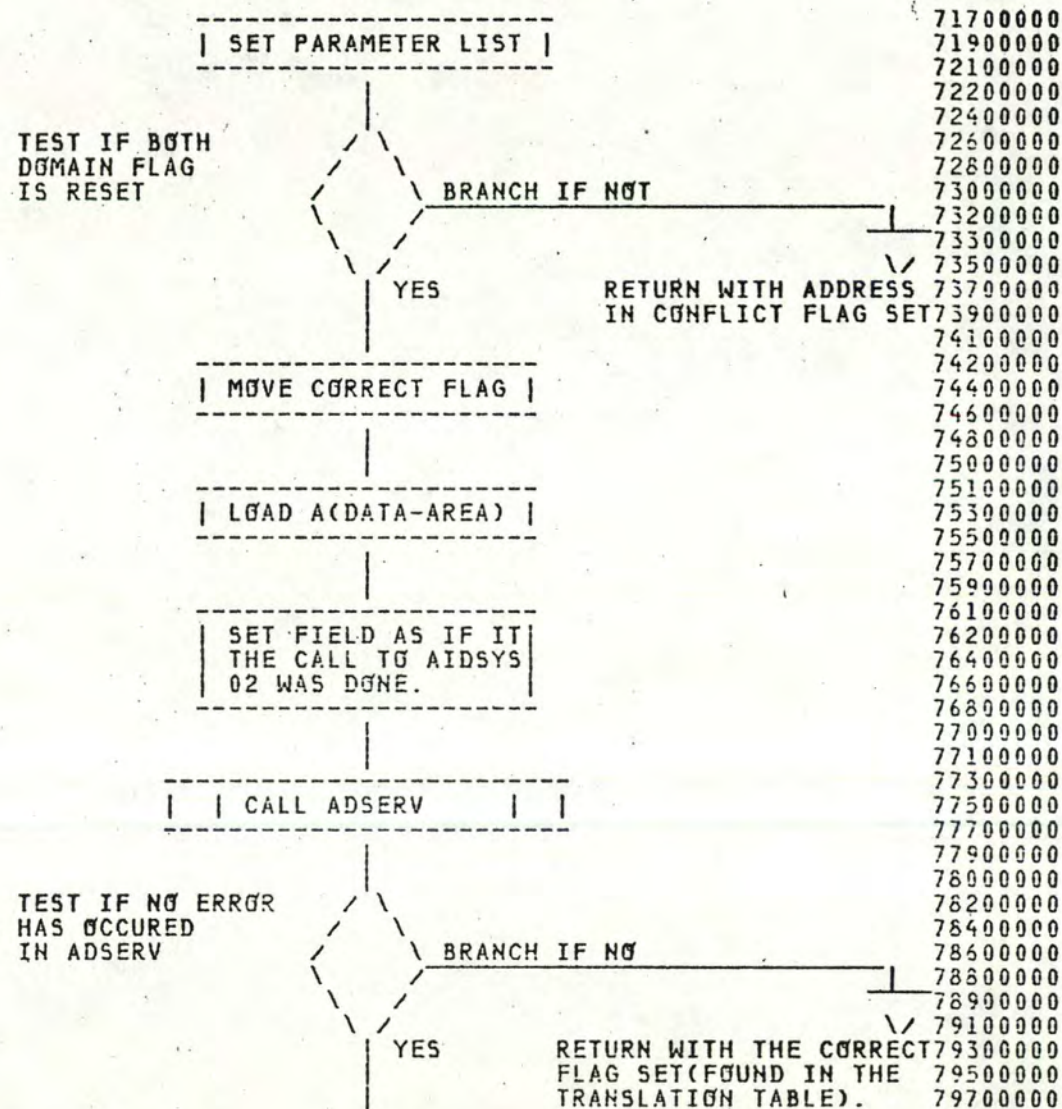 71700000
SET PARAMETER LIST 71900000
72100000
72200000
72400000
TEST IF BOTH 72600000
DOMAIN FLAG 72800000
IS RESET BRANCH IF NOT 73000000
73200000
73300000
73500000
YES RETURN WITH ADDRESS 73700000
IN CONFLICT FLAG SET 73900000
74100000
74200000
MOVE CORRECT FLAG 74400000
74600000
74800000
75000000
75100000
LOAD A(DATA-AREA) 75300000
75500000
75700000
75900000
76100000
SET FIELD AS IF IT 76200000
THE CALL TO AIDSYS 76400000
02 WAS DONE. 76600000
76800000
77000000
77100000
77300000
CALL ADSERV 77500000
77700000
77900000
78000000
TEST IF NO ERROR 78200000
HAS OCCURED 78400000
IN ADSERV BRANCH IF NO 78600000
78800000
78900000
79100000
YES RETURN WITH THE CORRECT 79300000
FLAG SET(FOUND IN THE 79500000
TRANSLATION TABLE). 79700000